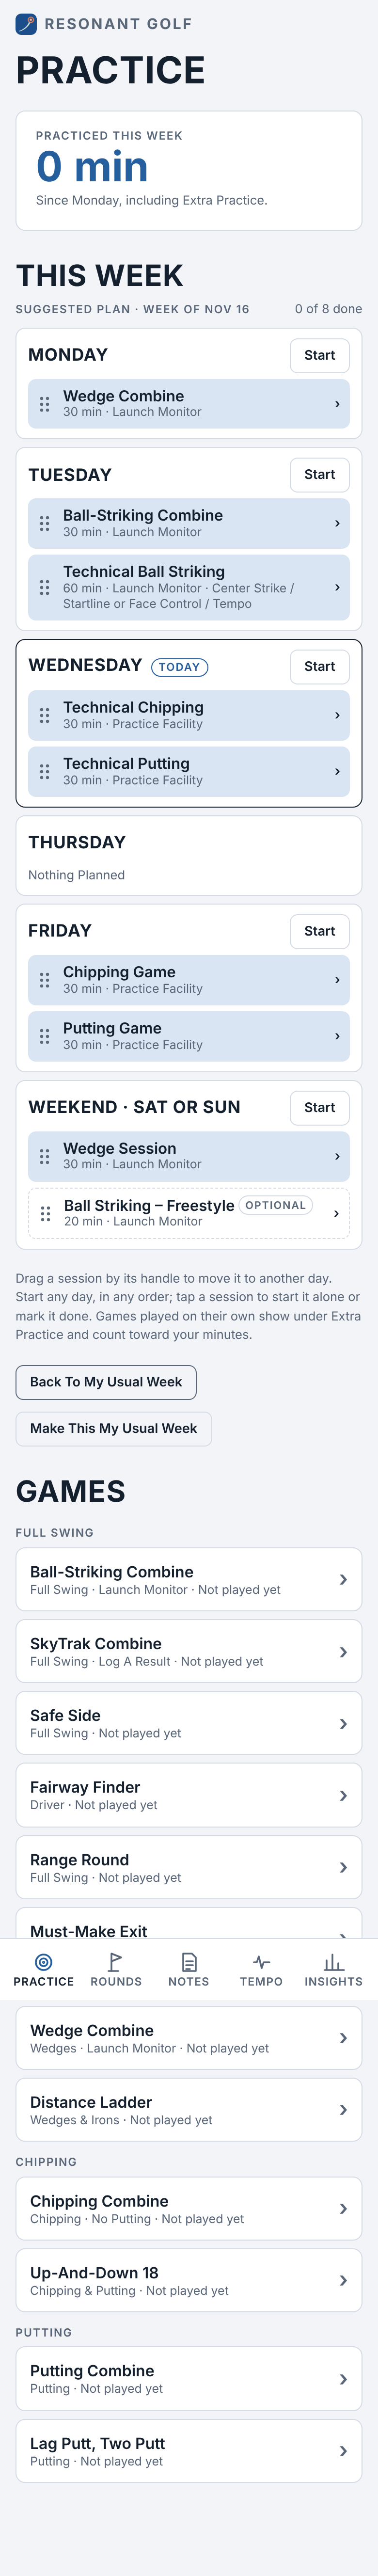 RESONANT GOLF
PRACTICE
PRACTICED THIS WEEK
0 min
Since Monday, including Extra Practice.
THIS WEEK
SUGGESTED PLAN · WEEK OF NOV 16
0 of 8 done
MONDAY
Start
Wedge Combine
30 min · Launch Monitor
TUESDAY
Start
Ball-Striking Combine
30 min · Launch Monitor
Technical Ball Striking
60 min · Launch Monitor · Center Strike /
Startline or Face Control / Tempo
WEDNESDAY
TODAY
Start
Technical Chipping
30 min · Practice Facility
Technical Putting
30 min · Practice Facility
THURSDAY
Nothing Planned
FRIDAY
Start
Chipping Game
30 min · Practice Facility
Putting Game
30 min · Practice Facility
WEEKEND · SAT OR SUN
Start
Wedge Session
30 min · Launch Monitor
Ball Striking – Freestyle
OPTIONAL
20 min · Launch Monitor
Drag a session by its handle to move it to another day.
Start any day, in any order; tap a session to start it alone or
mark it done. Games played on their own show under Extra
Practice and count toward your minutes.
Back To My Usual Week
Make This My Usual Week
GAMES
FULL SWING
Ball-Striking Combine
Full Swing · Launch Monitor · Not played yet
SkyTrak Combine
Full Swing · Log A Result · Not played yet
Safe Side
Full Swing · Not played yet
Fairway Finder
Driver · Not played yet
Range Round
Full Swing · Not played yet
Must-Make Exit
PRACTICE
ROUNDS
NOTES
TEMPO
INSIGHTS
Wedge Combine
Wedges · Launch Monitor · Not played yet
Distance Ladder
Wedges & Irons · Not played yet
CHIPPING
Chipping Combine
Chipping · No Putting · Not played yet
Up-And-Down 18
Chipping & Putting · Not played yet
PUTTING
Putting Combine
Putting · Not played yet
Lag Putt, Two Putt
Putting · Not played yet